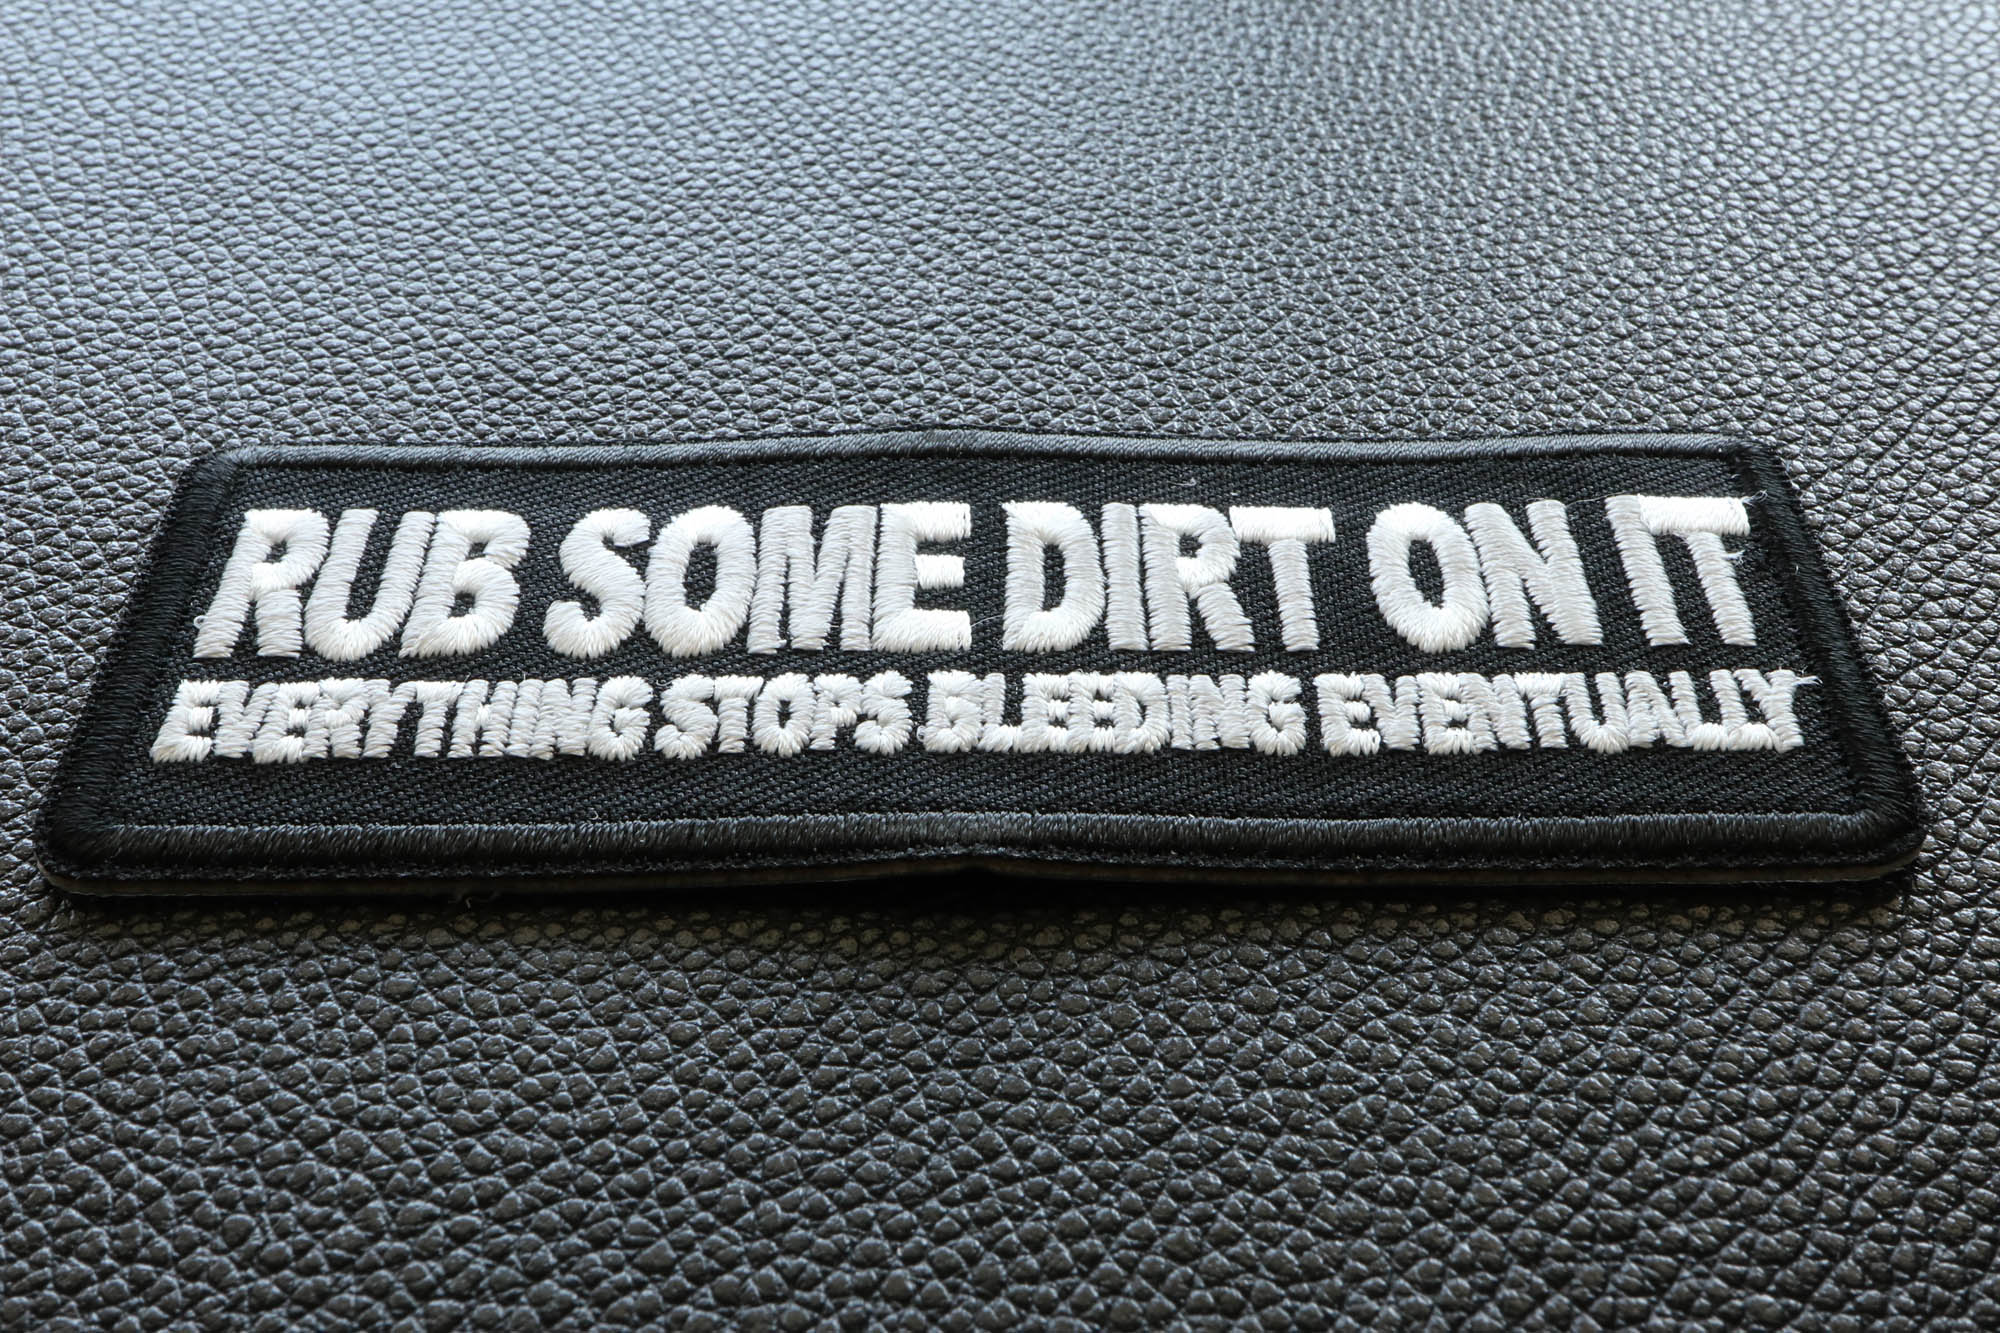 RUB SOME DIRT ON IT
EVERYTHING STOPS BLEEDING EVENTUALLY